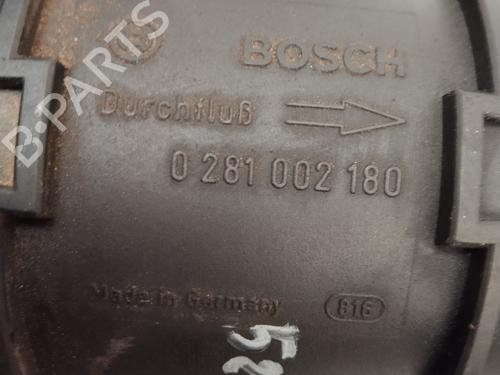 BOSCH
Durchfluß
0 281 002 180
Made in Germany
816
B-PARTS